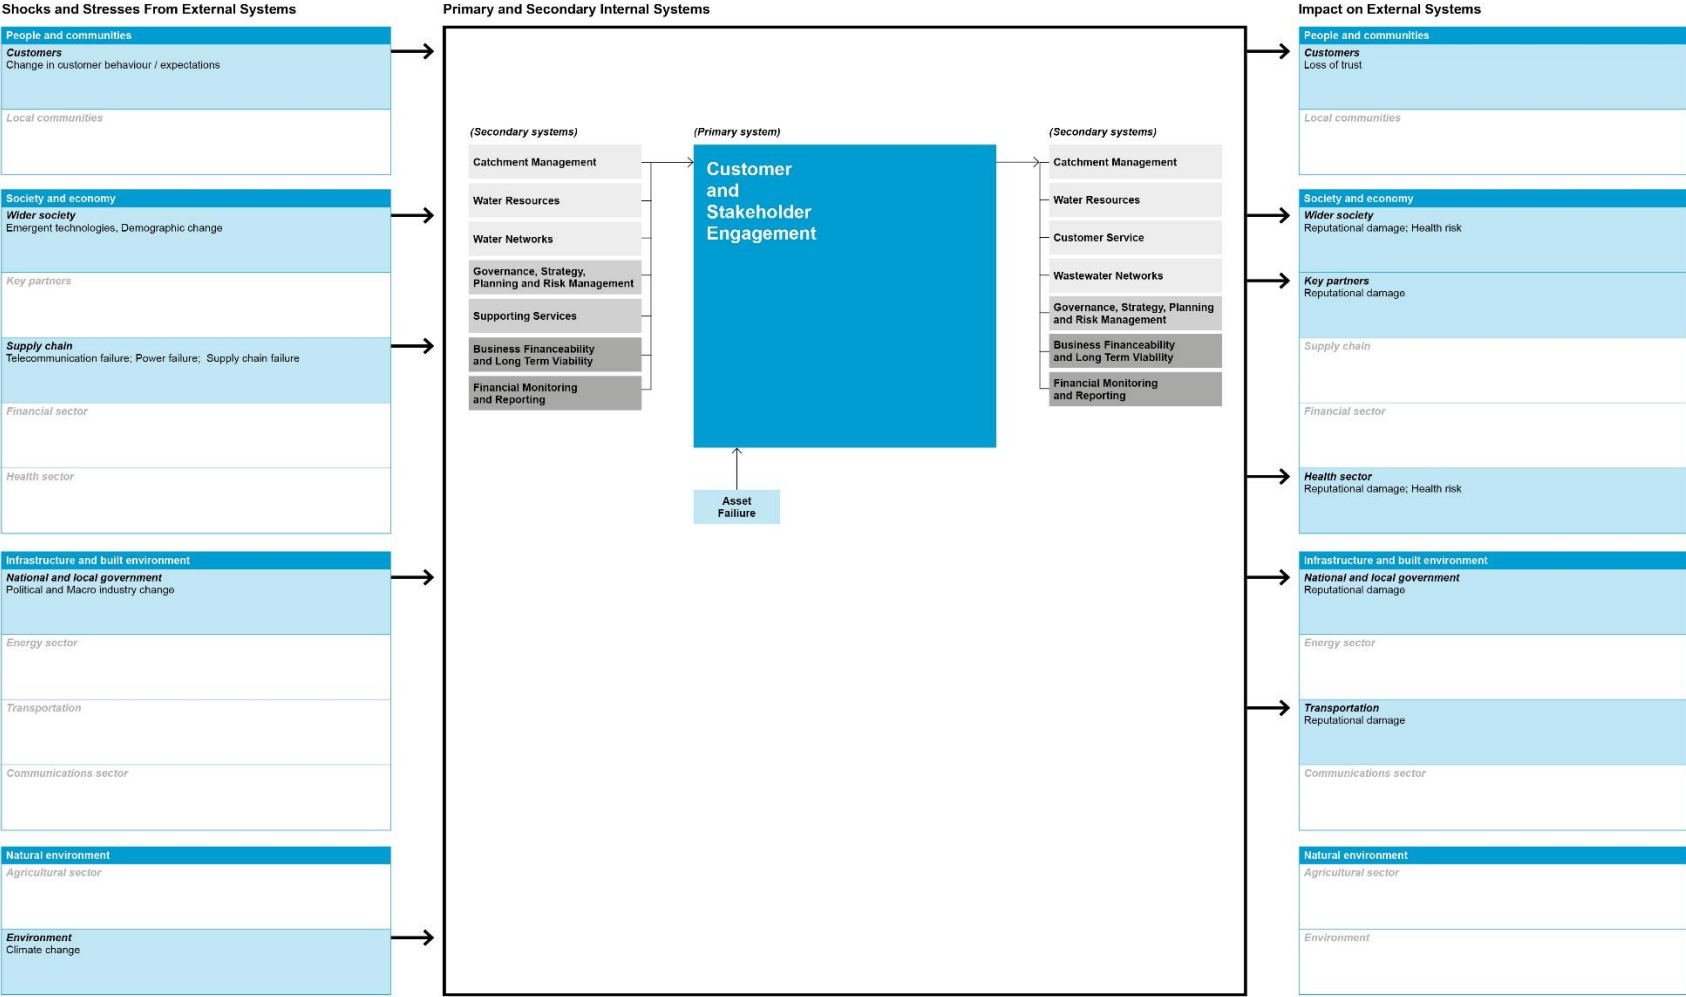 Shocks and Stresses From External Systems
People and communities
Customers
Change in customer behaviour / expectations
Local communities
Society and economy
Wider society
Emergent technologies, Demographic change
Key partners
Supply chain
Telecommunication failure; Power failure; Supply chain failure
Financial sector
Health sector
Infrastructure and built environment
National and local government
Political and Macro industry change
Energy sector
Transportation
Communications sector
Natural environment
Agricultural sector
Environment
Climate change
Primary and Secondary Internal Systems
(Secondary systems)
Catchment Management
Water Resources
Water Networks
Governance, Strategy,
Planning and Risk Management
Supporting Services
Business Financeability
and Long Term Viability
Financial Monitoring
and Reporting
(Primary system)
Customer
and
Stakeholder
Engagement
Asset
Failiure
(Secondary systems)
Catchment Management
Water Resources
Customer Service
Wastewater Networks
Governance, Strategy, Planning
and Risk Management
Business Financeability
and Long Term Viability
Financial Monitoring
and Reporting
Impact on External Systems
People and communities
Customers
Loss of trust
Local communities
Society and economy
Wider society
Reputational damage; Health risk
Key partners
Reputational damage
Supply chain
Financial sector
Health sector
Reputational damage; Health risk
Infrastructure and built environment
National and local government
Reputational damage
Energy sector
Transportation
Reputational damage
Communications sector
Natural environment
Agricultural sector
Environment